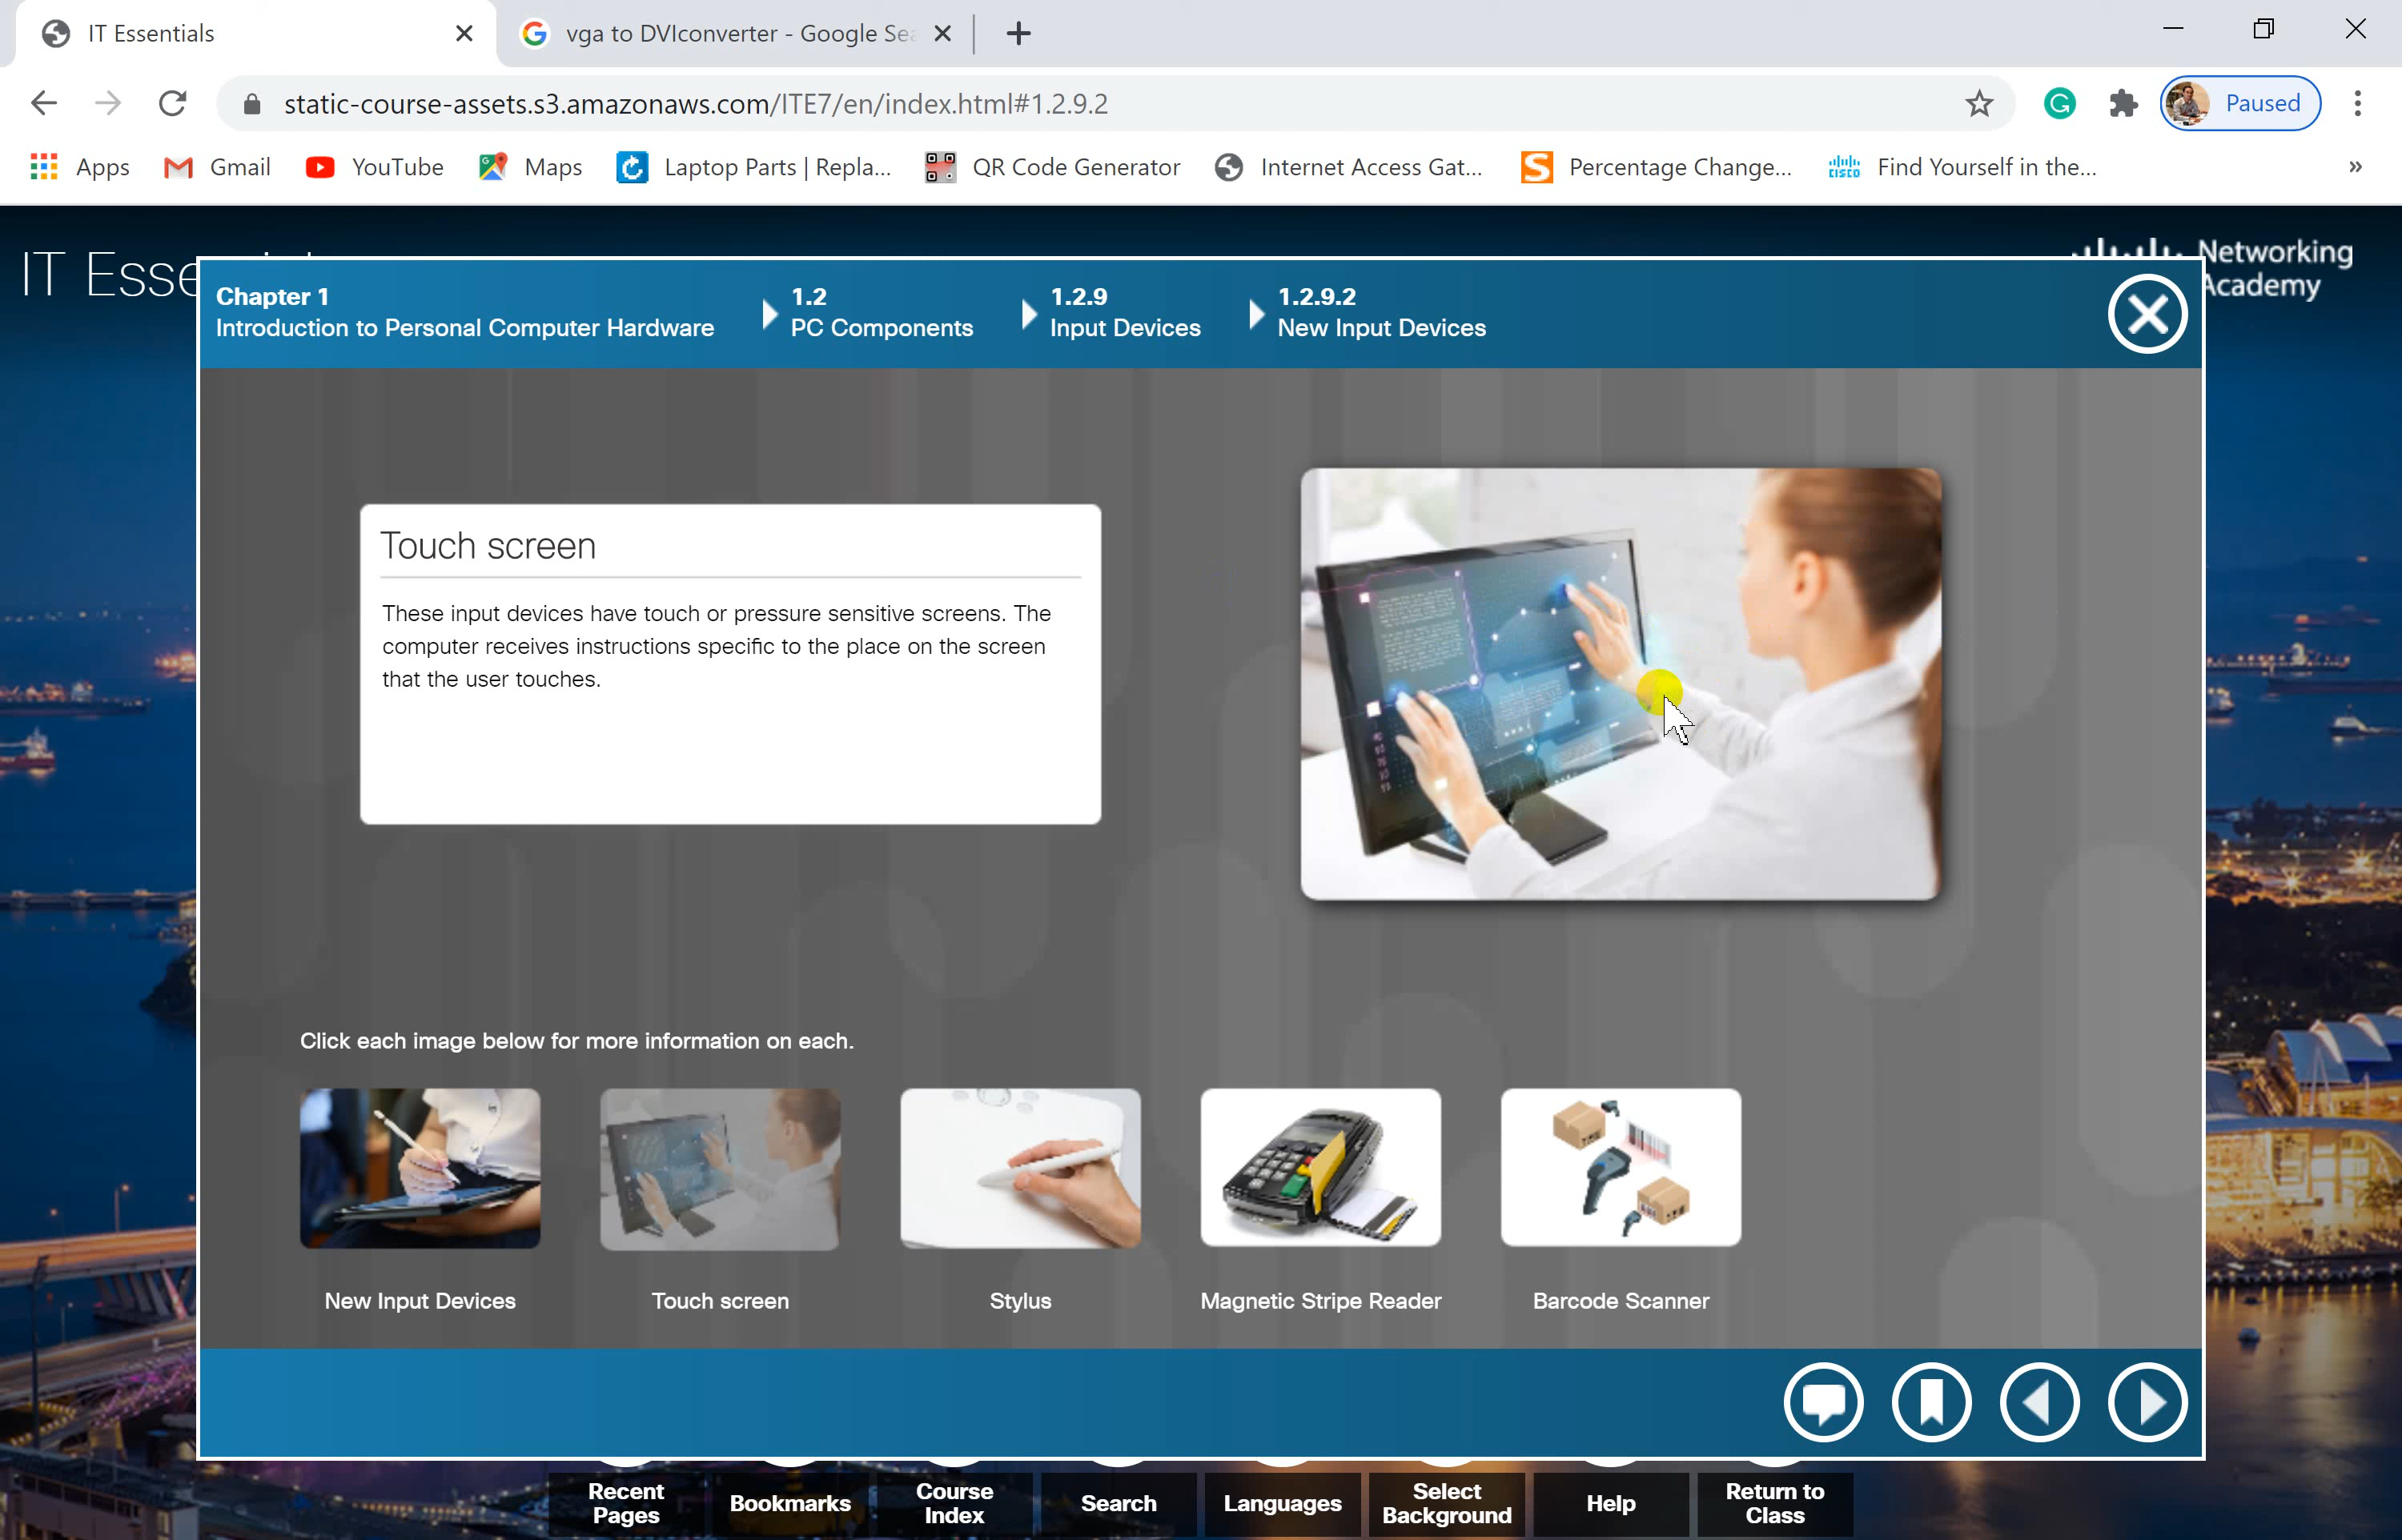 IT Essentials
vga to DVIconverter - Google Sea
static-course-assets.s3.amazonaws.com/ITE7/en/index.html#1.2.9.2
Paused
Apps
Gmail
YouTube
Maps
Laptop Parts | Repla...
QR Code Generator
Internet Access Gat...
Percentage Change...
Find Yourself in the...
IT Esse
Networking
Academy
Chapter 1
Introduction to Personal Computer Hardware
1.2
PC Components
1.2.9
Input Devices
1.2.9.2
New Input Devices
Touch screen
These input devices have touch or pressure sensitive screens. The
computer receives instructions specific to the place on the screen
that the user touches.
Click each image below for more information on each.
New Input Devices
Touch screen
Stylus
Magnetic Stripe Reader
Barcode Scanner
Recent
Pages
Bookmarks
Course
Index
Search
Languages
Select
Background
Help
Return to
Class